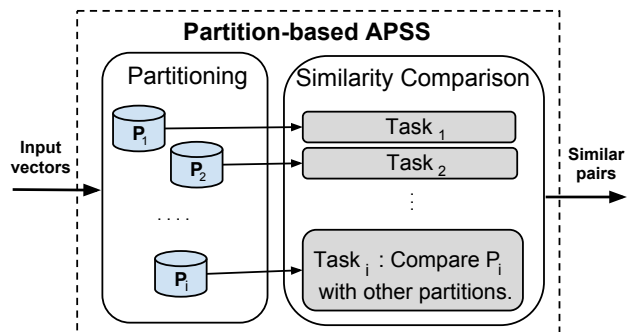 Partition-based APSS
Partitioning
Similarity Comparison
Input
vectors
P1
Task 1
P2
Task 2
. . . .
⋮
Pi
Task i : Compare Pi
with other partitions.
Similar
pairs